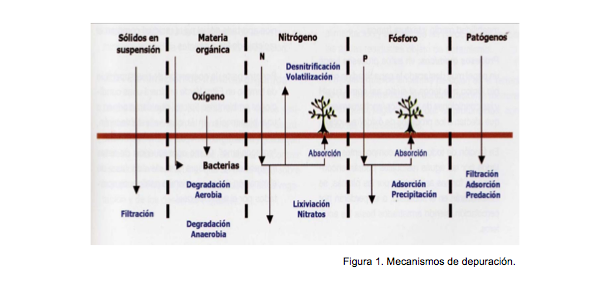 Sólidos en
suspensión
Materia
orgánica
Nitrógeno
Fósforo
Patógenos
N
Desnitrificación
Volatilización
P
Oxígeno
Absorción
Absorción
Bacterias
Degradación
Aerobia
Filtración
Adsorción
Predación
Adsorción
Precipitación
Filtración
Lixiviación
Nitratos
Degradación
Anaerobia
Figura 1. Mecanismos de depuración.